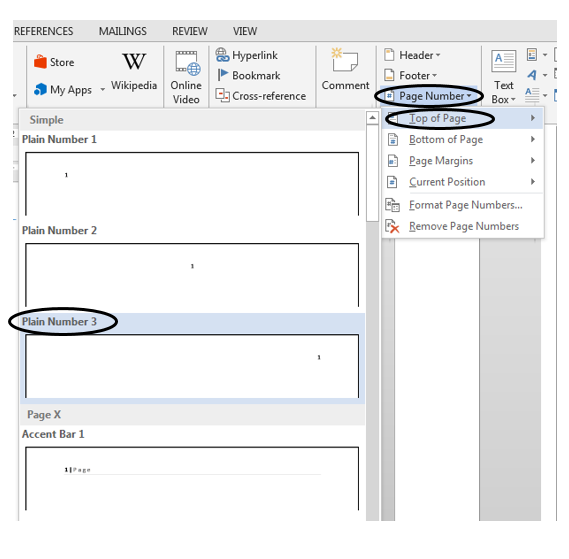 REFERENCES MAILINGS REVIEW VIEW
Store
My Apps
W
Wikipedia
Online
Video
Hyperlink
Bookmark
Cross-reference
Comment
Header
Footer
Page Number
A
Text
Box
Top of Page
Bottom of Page
Page Margins
Current Position
Format Page Numbers...
Remove Page Numbers
Simple
Plain Number 1
1
Plain Number 2
1
Plain Number 3
1
Page X
Accent Bar 1
1|Page